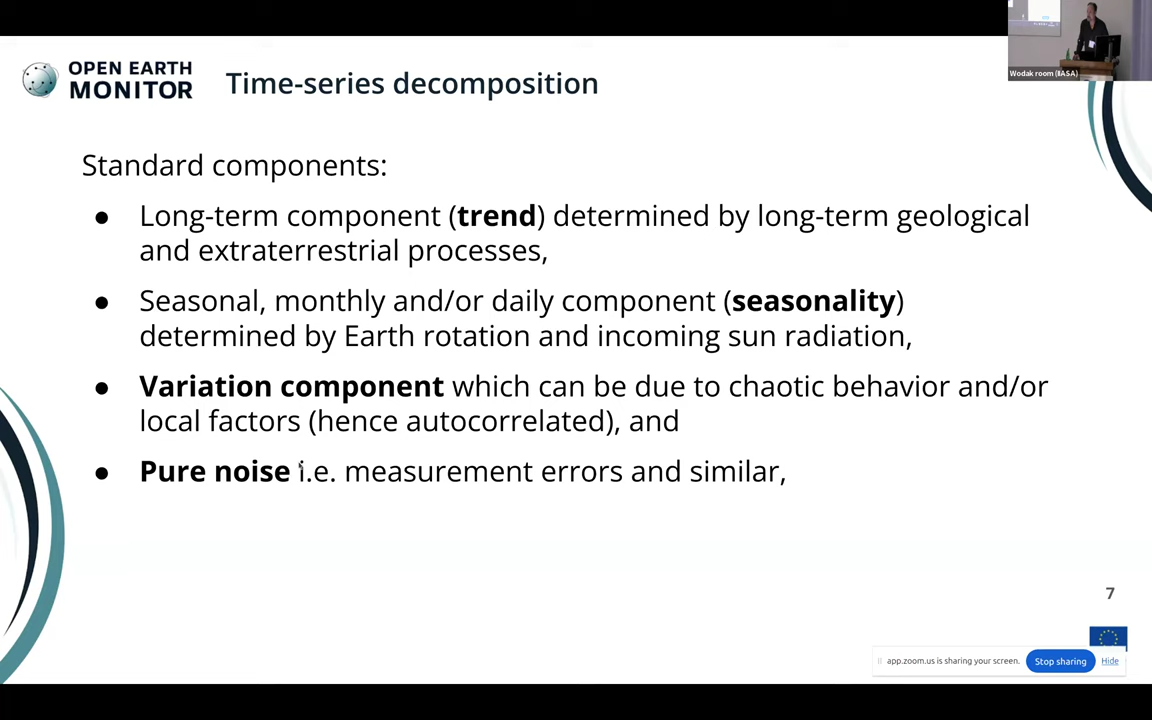 OPEN EARTH
MONITOR
Time-series decomposition
Wodak room (IIASA)
Standard components:
● Long-term component (trend) determined by long-term geological
and extraterrestrial processes,
● Seasonal, monthly and/or daily component (seasonality)
determined by Earth rotation and incoming sun radiation,
● Variation component which can be due to chaotic behavior and/or
local factors (hence autocorrelated), and
● Pure noise i.e. measurement errors and similar,
7
app.zoom.us is sharing your screen.
Stop sharing
Hide